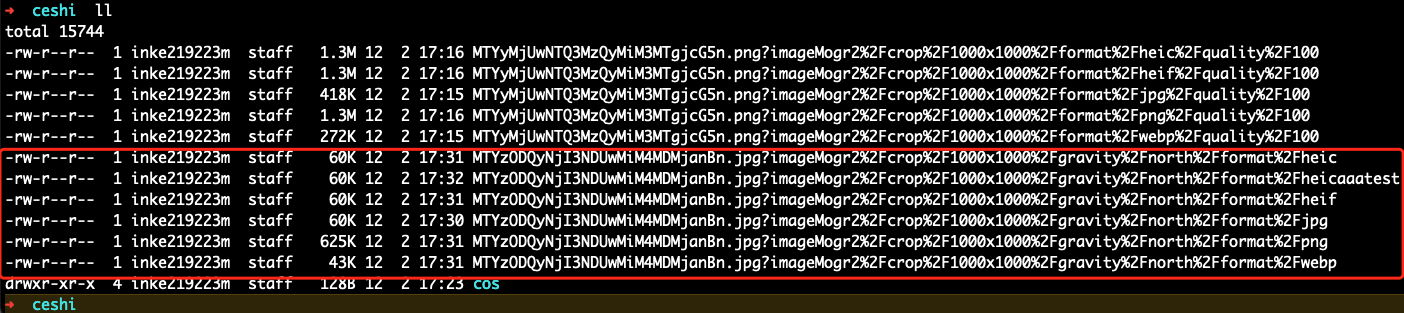 ➜ ceshi ll
total 15744
-rw-r--r-- 1 inke219223m staff 1.3M 12 2 17:16 MTYyMjUwNTQ3MzQyMiM3MTgjcG5n.png?imageMogr2%2Fcrop%2F1000x1000%2Fformat%2Fheic%2Fquality%2F100
-rw-r--r-- 1 inke219223m staff 1.3M 12 2 17:16 MTYyMjUwNTQ3MzQyMiM3MTgjcG5n.png?imageMogr2%2Fcrop%2F1000x1000%2Fformat%2Fheif%2Fquality%2F100
-rw-r--r-- 1 inke219223m staff 418K 12 2 17:15 MTYyMjUwNTQ3MzQyMiM3MTgjcG5n.png?imageMogr2%2Fcrop%2F1000x1000%2Fformat%2Fjpg%2Fquality%2F100
-rw-r--r-- 1 inke219223m staff 1.3M 12 2 17:16 MTYyMjUwNTQ3MzQyMiM3MTgjcG5n.png?imageMogr2%2Fcrop%2F1000x1000%2Fformat%2Fpng%2Fquality%2F100
-rw-r--r-- 1 inke219223m staff 272K 12 2 17:15 MTYyMjUwNTQ3MzQyMiM3MTgjcG5n.png?imageMogr2%2Fcrop%2F1000x1000%2Fformat%2Fwebp%2Fquality%2F100
-rw-r--r-- 1 inke219223m staff 60K 12 2 17:31 MTYzODQyNjI3NDUwMiM4MDMjanBn.jpg?imageMogr2%2Fcrop%2F1000x1000%2Fgravity%2Fnorth%2Fformat%2Fheic
-rw-r--r-- 1 inke219223m staff 60K 12 2 17:32 MTYzODQyNjI3NDUwMiM4MDMjanBn.jpg?imageMogr2%2Fcrop%2F1000x1000%2Fgravity%2Fnorth%2Fformat%2Fheicaaatest
-rw-r--r-- 1 inke219223m staff 60K 12 2 17:31 MTYzODQyNjI3NDUwMiM4MDMjanBn.jpg?imageMogr2%2Fcrop%2F1000x1000%2Fgravity%2Fnorth%2Fformat%2Fheif
-rw-r--r-- 1 inke219223m staff 60K 12 2 17:30 MTYzODQyNjI3NDUwMiM4MDMjanBn.jpg?imageMogr2%2Fcrop%2F1000x1000%2Fgravity%2Fnorth%2Fformat%2Fjpg
-rw-r--r-- 1 inke219223m staff 625K 12 2 17:31 MTYzODQyNjI3NDUwMiM4MDMjanBn.jpg?imageMogr2%2Fcrop%2F1000x1000%2Fgravity%2Fnorth%2Fformat%2Fpng
-rw-r--r-- 1 inke219223m staff 43K 12 2 17:31 MTYzODQyNjI3NDUwMiM4MDMjanBn.jpg?imageMogr2%2Fcrop%2F1000x1000%2Fgravity%2Fnorth%2Fformat%2Fwebp
drwxr-xr-x 4 inke219223m staff 128B 12 2 17:23 cos
➜ ceshi